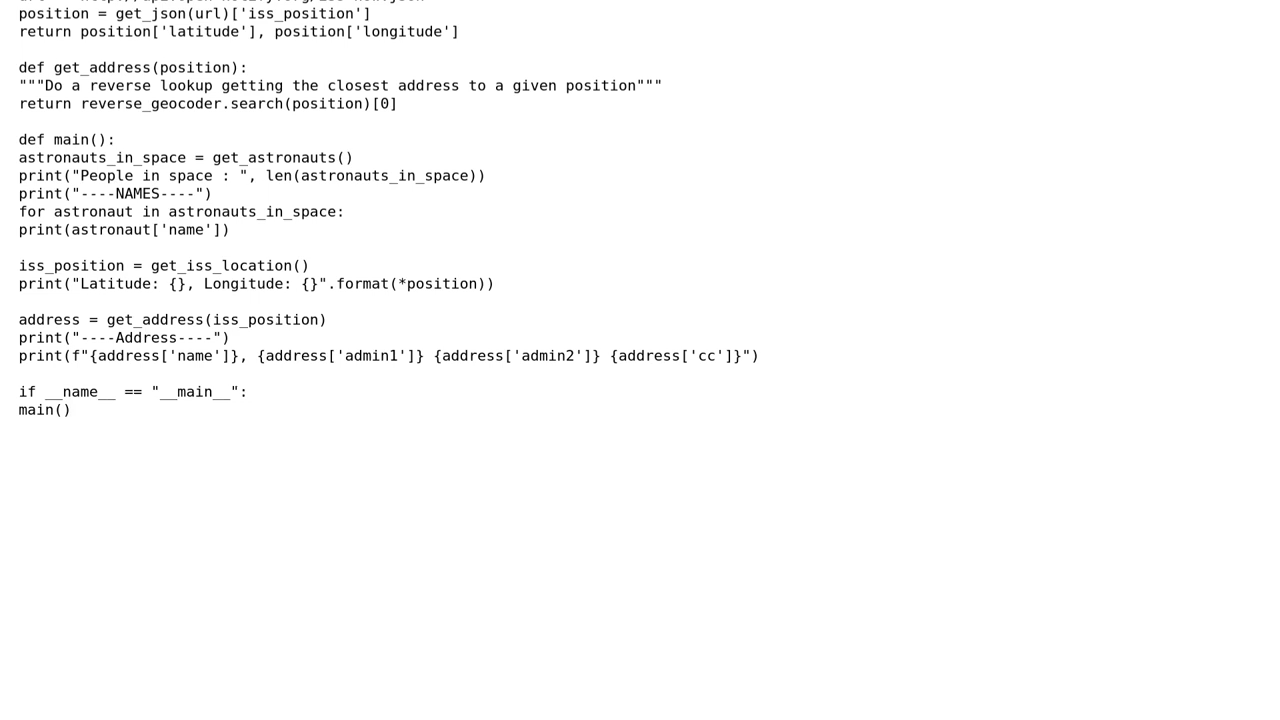 position = get_json(url)['iss_position']
return position['latitude'], position['longitude']

def get_address(position):
"""Do a reverse lookup getting the closest address to a given position"""
return reverse_geocoder.search(position)[0]

def main():
astronauts_in_space = get_astronauts()
print("People in space : ", len(astronauts_in_space))
print("----NAMES----")
for astronaut in astronauts_in_space:
print(astronaut['name'])

iss_position = get_iss_location()
print("Latitude: {}, Longitude: {}".format(*position))

address = get_address(iss_position)
print("----Address----")
print(f"{address['name']}, {address['admin1']} {address['admin2']} {address['cc']}")

if __name__ == "__main__":
main()